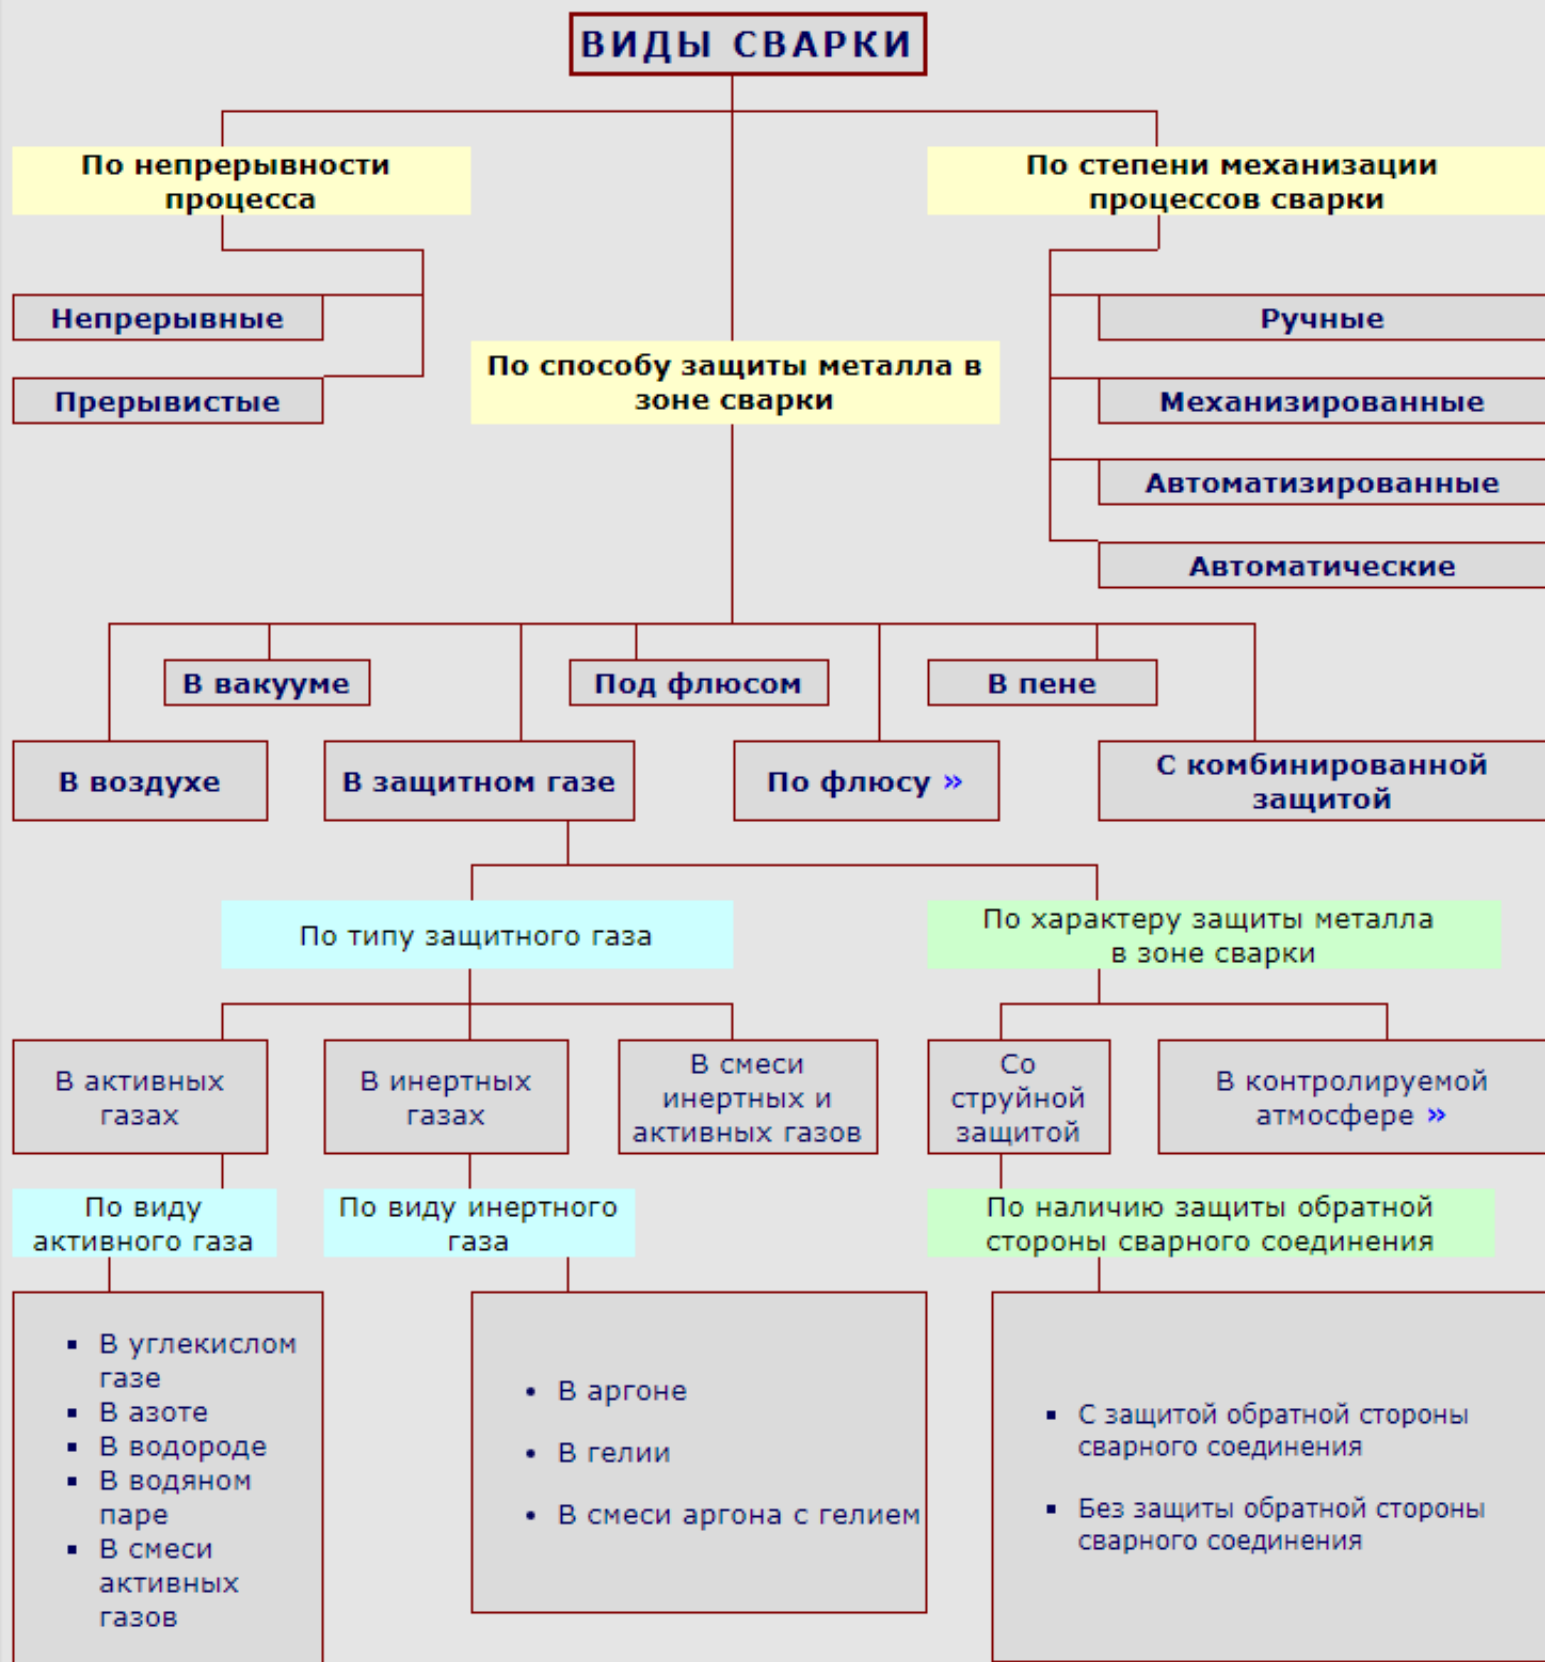 ВИДЫ СВАРКИ
По непрерывности
процесса
По степени механизации
процессов сварки
Непрерывные
Прерывистые
По способу защиты металла в
зоне сварки
Ручные
Механизированные
Автоматизированные
Автоматические
В вакууме
Под флюсом
В пене
В воздухе
В защитном газе
По флюсу »
С комбинированной
защитой
По типу защитного газа
По характеру защиты металла
в зоне сварки
В активных
газах
В инертных
газах
В смеси
инертных и
активных газов
Со
струйной
защитой
В контролируемой
атмосфере »
По виду
активного газа
По виду инертного
газа
По наличию защиты обратной
стороны сварного соединения
▪ В углекислом
газе
▪ В азоте
▪ В водороде
▪ В водяном
паре
▪ В смеси
активных
газов
• В аргоне
• В гелии
• В смеси аргона с гелием
▪ С защитой обратной стороны
сварного соединения
▪ Без защиты обратной стороны
сварного соединения